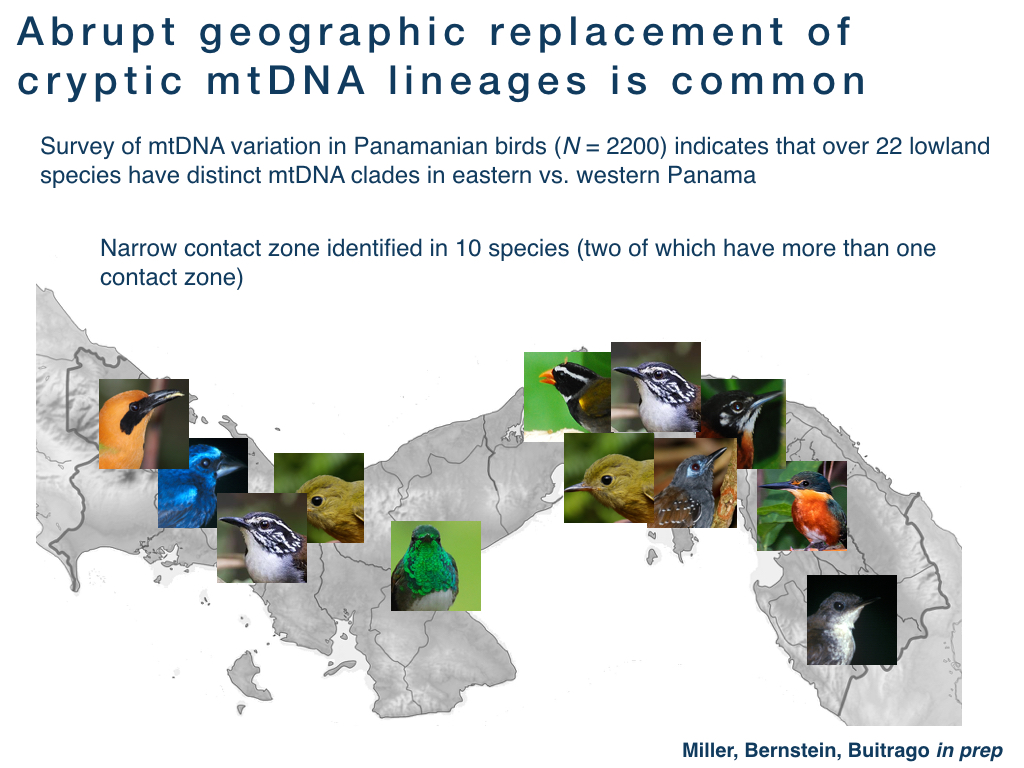 Abrupt geographic replacement of
cryptic mtDNA lineages is common
Survey of mtDNA variation in Panamanian birds (N = 2200) indicates that over 22 lowland
species have distinct mtDNA clades in eastern vs. western Panama
Narrow contact zone identified in 10 species (two of which have more than one
contact zone)
Miller, Bernstein, Buitrago in prep